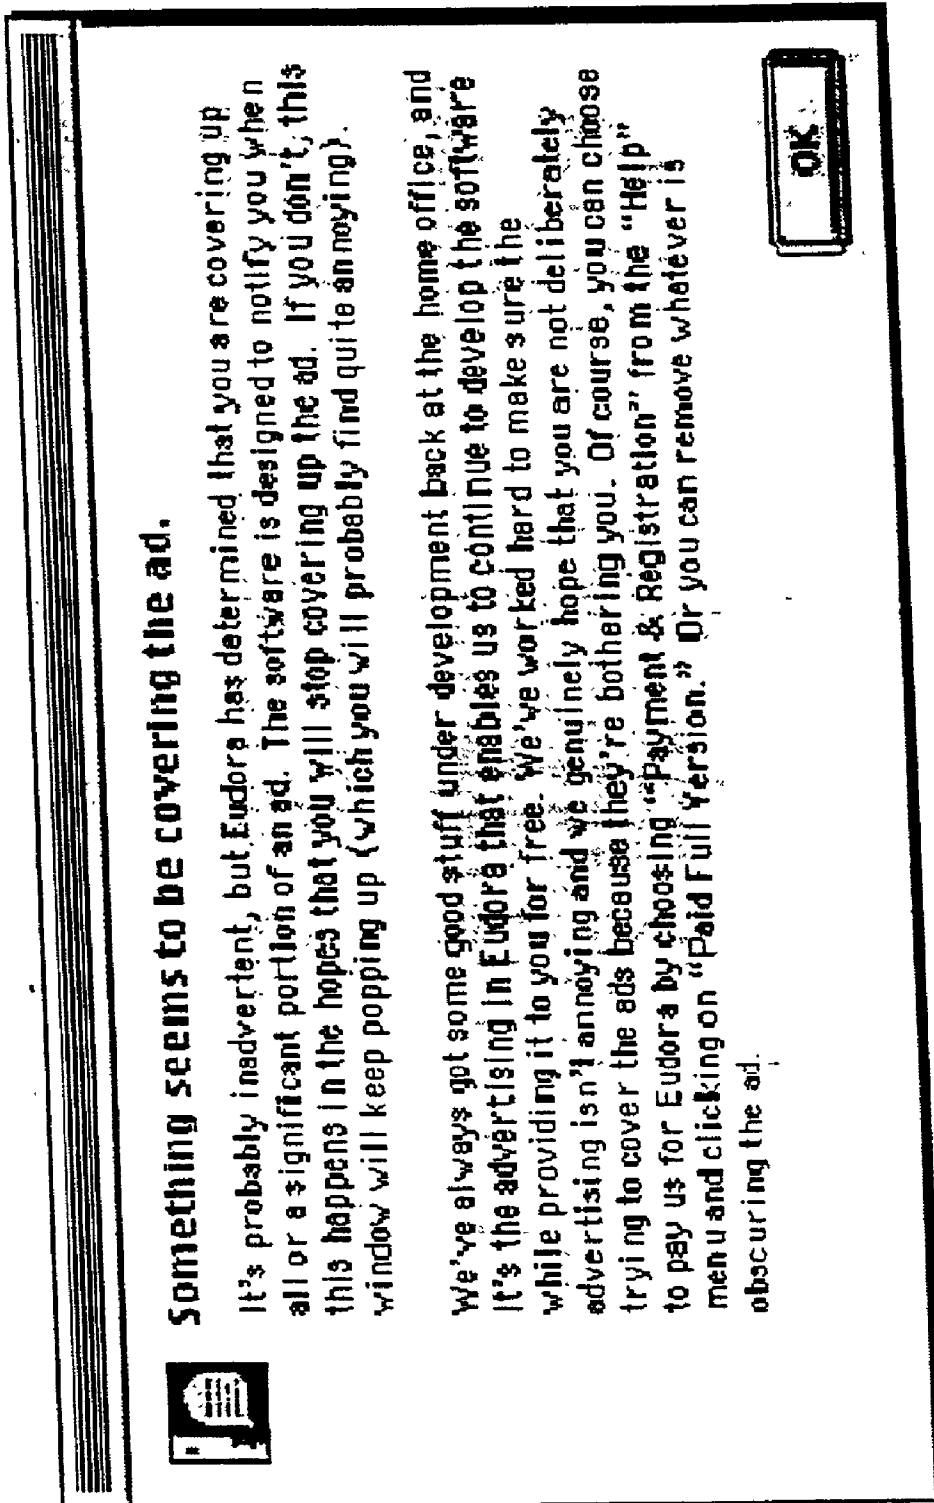 Something seems to be covering the ad.
It's probably inadvertent, but Eudora has determined that you are covering up
all or a significant portion of an ad. The software is designed to notify you when
this happens in the hopes that you will stop covering up the ad. If you don't, this
window will keep popping up (which you will probably find quite annoying).
We've always got some good stuff under development back at the home office, and
It's the advertising in Eudora that enables us to continue to develop the software
while providing it to you for free. We've worked hard to make sure the
advertising isn't annoying and we genuinely hope that you are not deliberately
trying to cover the ads because they're bothering you. Of course, you can choose
to pay us for Eudora by choosing "Payment & Registration" from the "Help"
menu and clicking on "Paid Full Version." Or you can remove whatever is
obscuring the ad.
OK